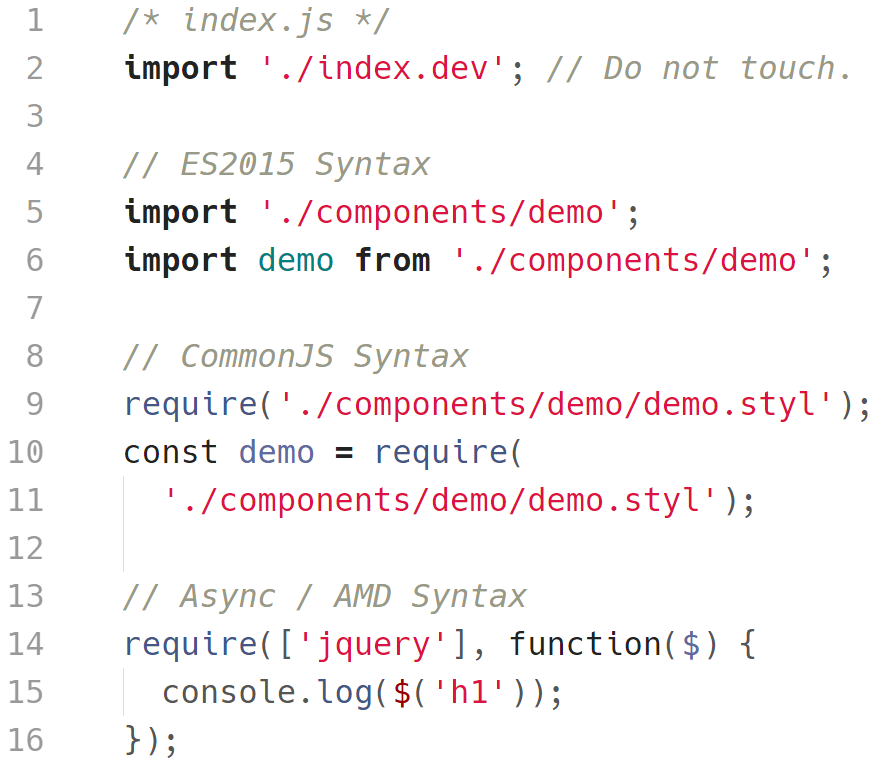 1 /* index.js */
2 import './index.dev'; // Do not touch.
3
4 // ES2015 Syntax
5 import './components/demo';
6 import demo from './components/demo';
7
8 // CommonJS Syntax
9 require('./components/demo/demo.styl');
10 const demo = require(
11   './components/demo/demo.styl');
12
13 // Async / AMD Syntax
14 require(['jquery'], function($) {
15   console.log($('h1'));
16 });